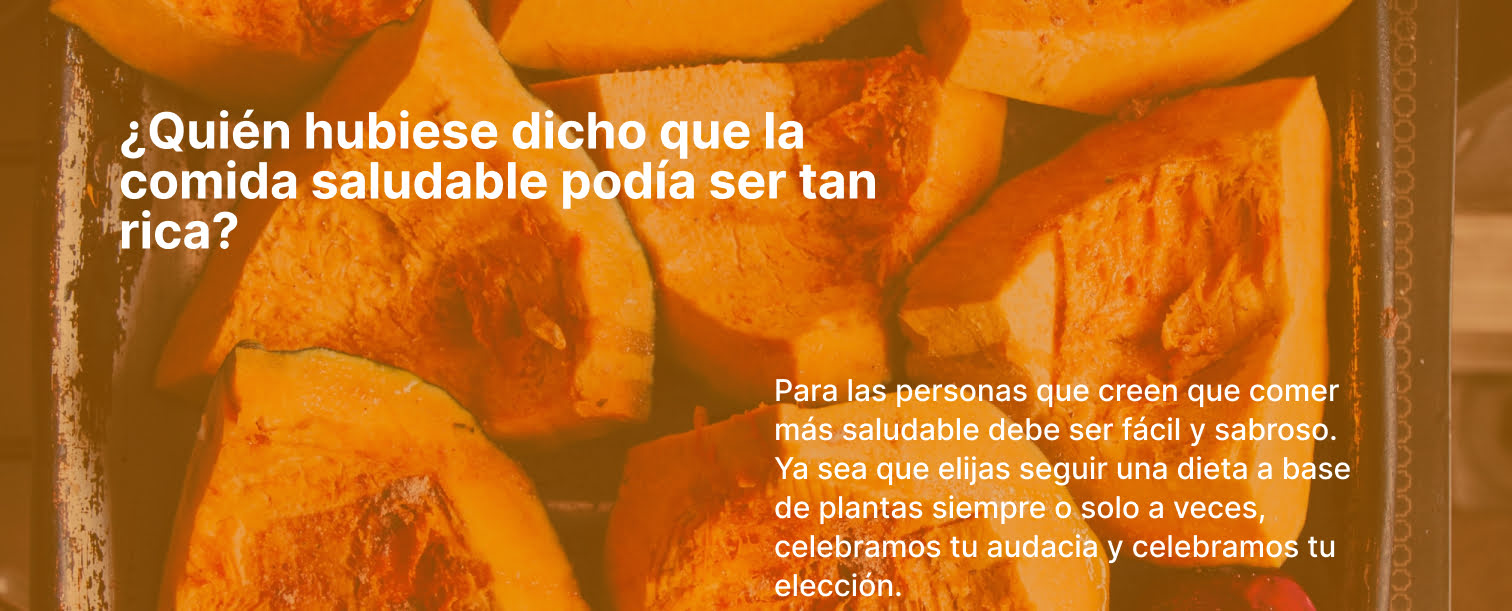 ¿Quién hubiese dicho que la
comida saludable podía ser tan
rica?
Para las personas que creen que comer
más saludable debe ser fácil y sabroso.
Ya sea que elijas seguir una dieta a base
de plantas siempre o solo a veces,
celebramos tu audacia y celebramos tu
elección.